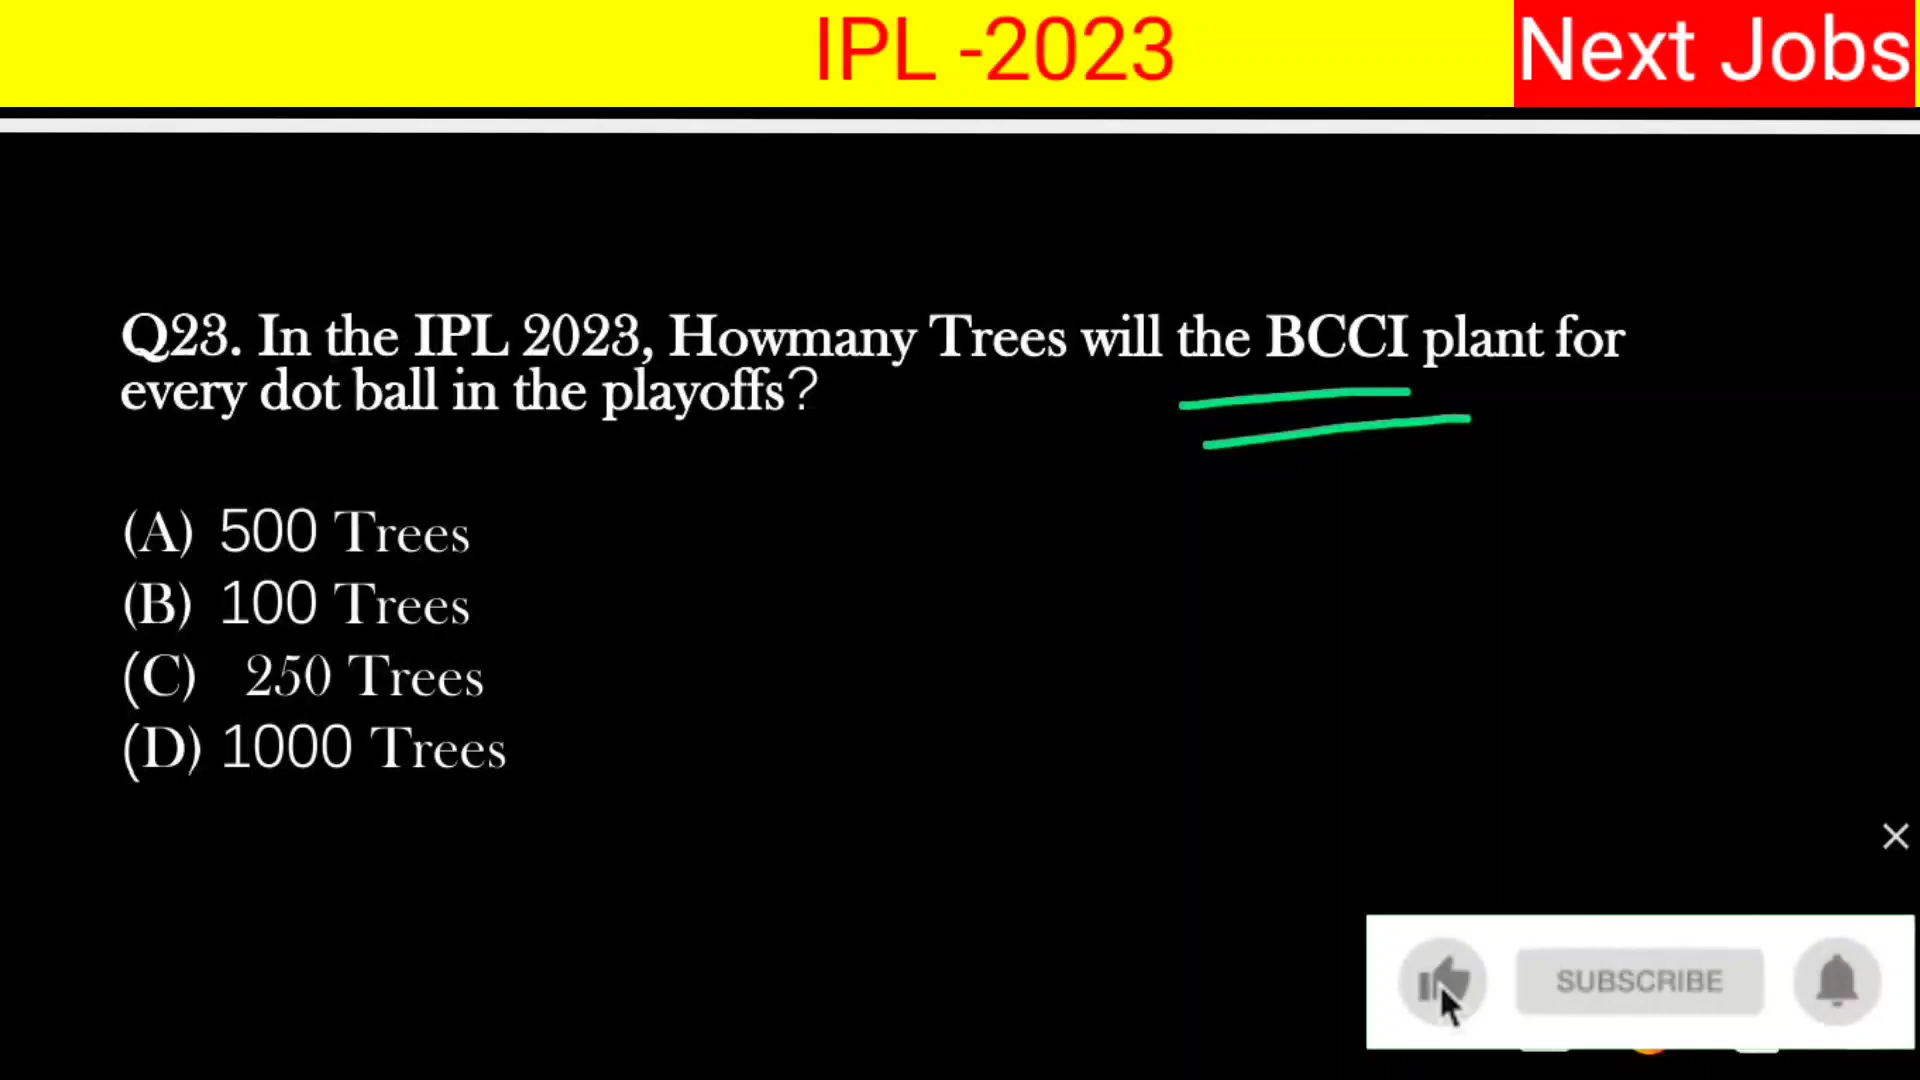 IPL -2023
Next Jobs
Q23. In the IPL 2023, Howmany Trees will the BCCI plant for
every dot ball in the playoffs?
(A) 500 Trees
(B) 100 Trees
(C) 250 Trees
(D) 1000 Trees
SUBSCRIBE